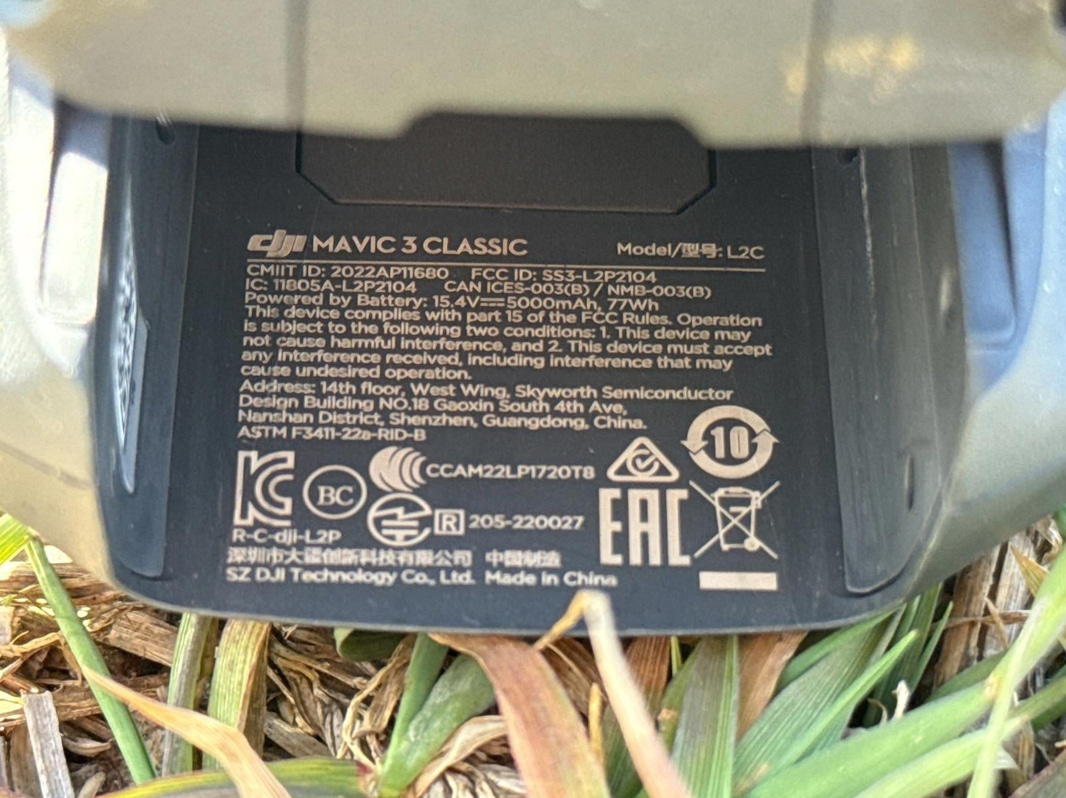 dji MAVIC 3 CLASSIC Model/型号: L2C
CMIIT ID: 2022AP11680 FCC ID: SS3-L2P2104
IC: 11805A-L2P2104 CAN ICES-003(B) / NMB-003(B)
Powered by Battery: 15.4V⎓5000mAh, 77Wh
This device complies with part 15 of the FCC Rules. Operation
is subject to the following two conditions: 1. This device may
not cause harmful interference, and 2. This device must accept
any interference received, including interference that may
cause undesired operation.
Address: 14th floor, West Wing, Skyworth Semiconductor
Design Building NO.18 Gaoxin South 4th Ave,
Nanshan District, Shenzhen, Guangdong, China.
ASTM F3411-22a-RID-B
10
KC BC CCAM22LP1720T8
R 205-220027 EAC
R-C-dji-L2P
深圳市大疆创新科技有限公司 中国制造
SZ DJI Technology Co., Ltd. Made in China